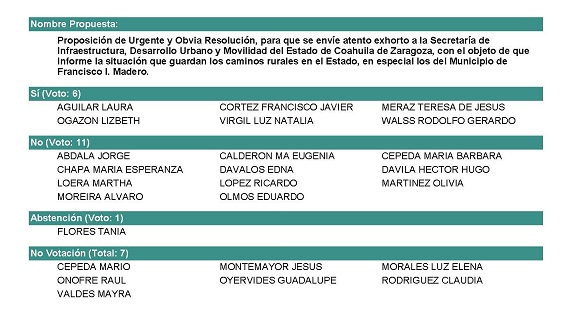 Nombre Propuesta:
Proposición de Urgente y Obvia Resolución, para que se envíe atento exhorto a la Secretaría de
Infraestructura, Desarrollo Urbano y Movilidad del Estado de Coahuila de Zaragoza, con el objeto de que
Informe la situación que guardan los caminos rurales en el Estado, en especial los del Municipio de
Francisco I. Madero.
Sí (Voto: 6)
AGUILAR LAURA CORTEZ FRANCISCO JAVIER MERAZ TERESA DE JESUS
OGAZON LIZBETH VIRGIL LUZ NATALIA WALSS RODOLFO GERARDO
No (Voto: 11)
ABDALA JORGE CALDERON MA EUGENIA CEPEDA MARIA BARBARA
CHAPA MARIA ESPERANZA DAVALOS EDNA DAVILA HECTOR HUGO
LOERA MARTHA LOPEZ RICARDO MARTINEZ OLIVIA
MOREIRA ALVARO OLMOS EDUARDO
Abstención (Voto: 1)
FLORES TANIA
No Votación (Total: 7)
CEPEDA MARIO MONTEMAYOR JESUS MORALES LUZ ELENA
ONOFRE RAUL OYERVIDES GUADALUPE RODRIGUEZ CLAUDIA
VALDES MAYRA